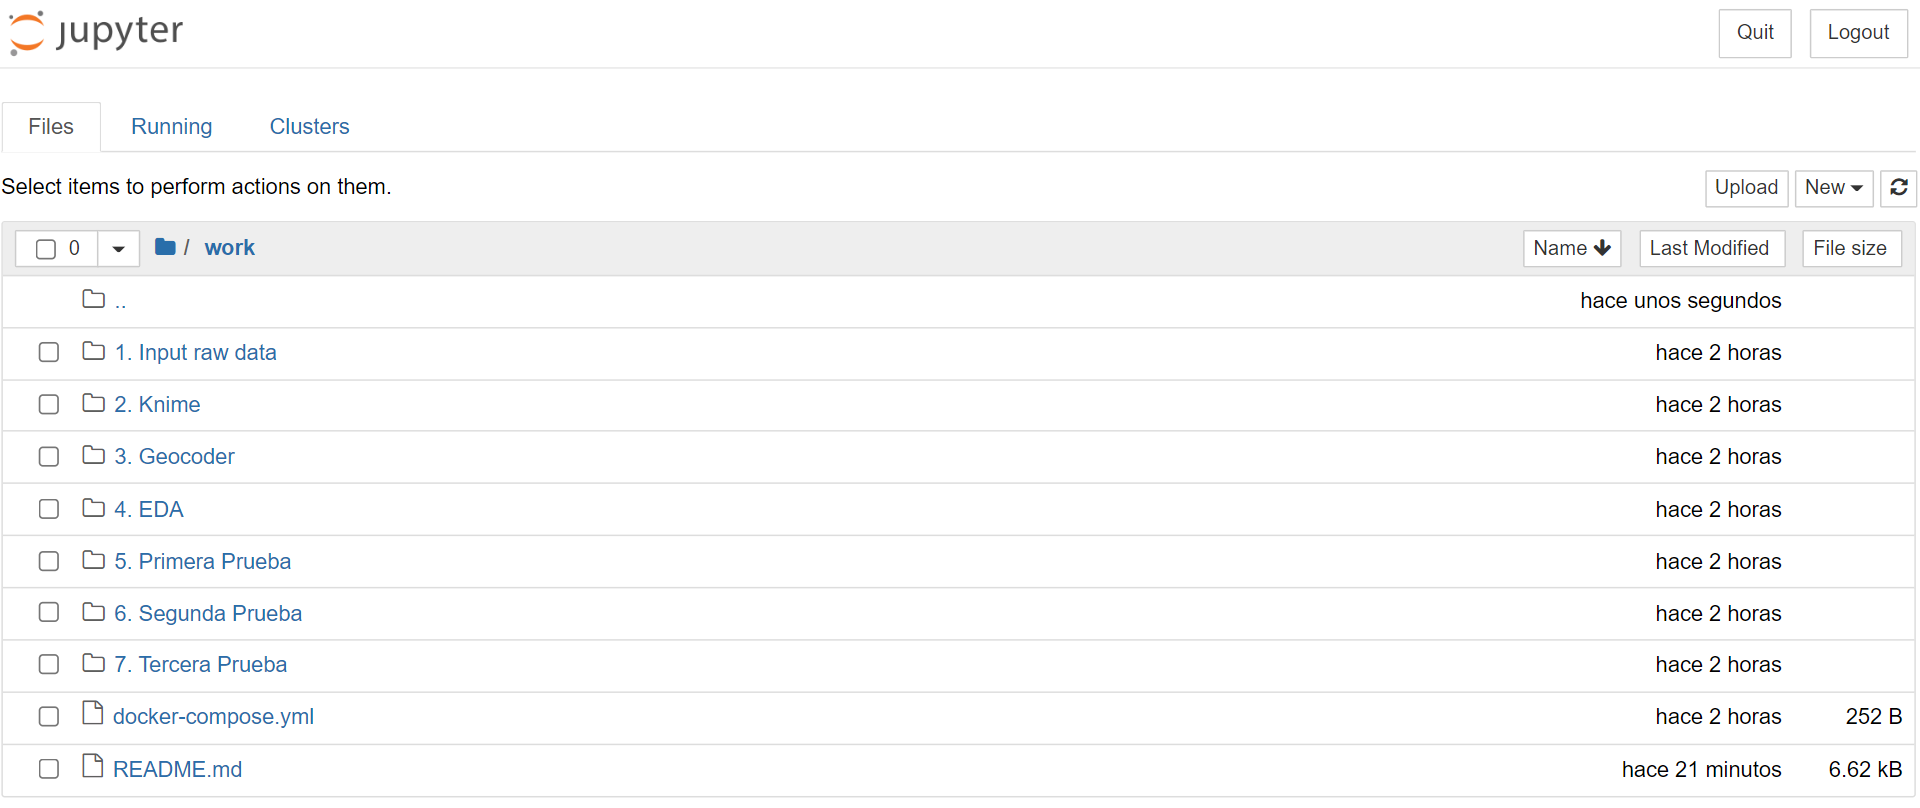 jupyter Quit Logout
Files Running Clusters
Select items to perform actions on them. Upload New
0 / work Name Last Modified File size
.. hace unos segundos
1. Input raw data hace 2 horas
2. Knime hace 2 horas
3. Geocoder hace 2 horas
4. EDA hace 2 horas
5. Primera Prueba hace 2 horas
6. Segunda Prueba hace 2 horas
7. Tercera Prueba hace 2 horas
docker-compose.yml hace 2 horas 252 B
README.md hace 21 minutos 6.62 kB